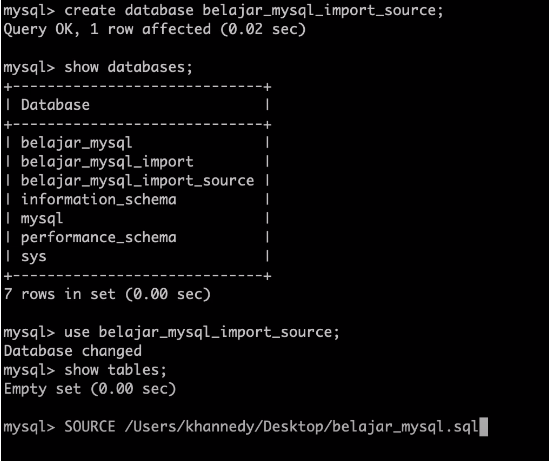 mysql> create database belajar_mysql_import_source;
Query OK, 1 row affected (0.02 sec)
mysql> show databases;
+-----------------------------+
| Database                    |
+-----------------------------+
| belajar_mysql               |
| belajar_mysql_import        |
| belajar_mysql_import_source |
| information_schema          |
| mysql                       |
| performance_schema          |
| sys                         |
+-----------------------------+
7 rows in set (0.00 sec)
mysql> use belajar_mysql_import_source;
Database changed
mysql> show tables;
Empty set (0.00 sec)
mysql> SOURCE /Users/khannedy/Desktop/belajar_mysql.sql